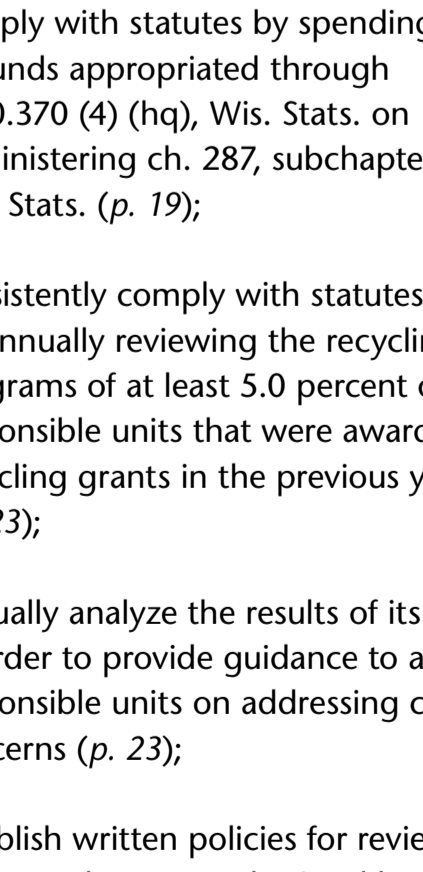 ply with statutes by spending
unds appropriated through
0.370 (4) (hq), Wis. Stats. on
inistering ch. 287, subchapte
Stats. (p. 19);
sistently comply with statutes
nnually reviewing the recyclin
grams of at least 5.0 percent
onsible units that were award
cling grants in the previous y
23);
ually analyze the results of its
rder to provide guidance to a
onsible units on addressing c
cerns (p. 23);
blish written policies for revie